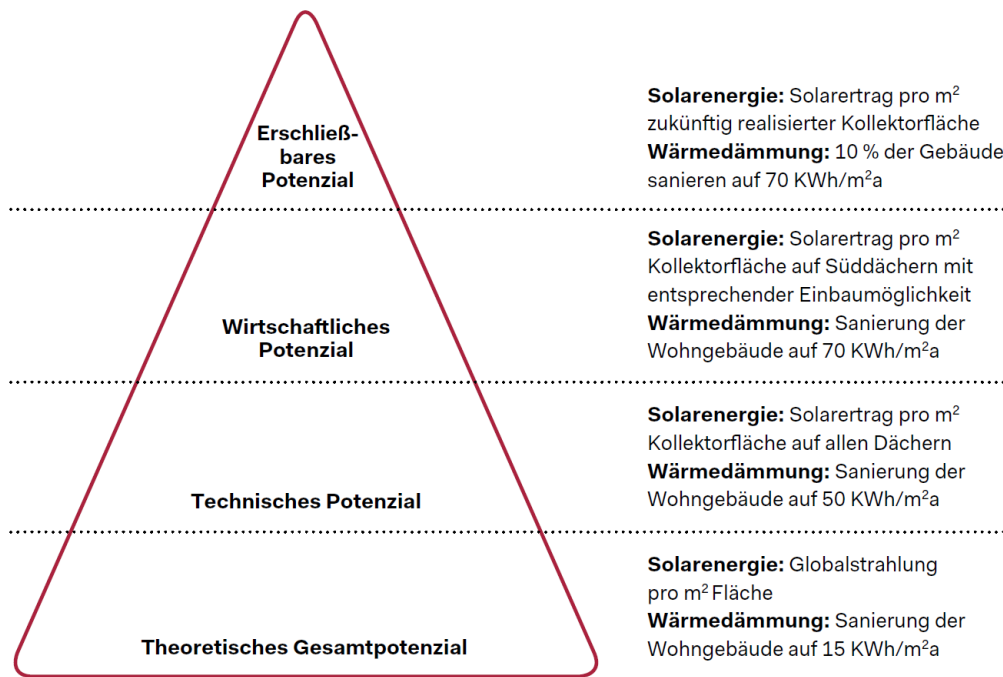 Erschließ-
bares
Potenzial
Solarenergie: Solarertrag pro m²
zukünftig realisierter Kollektorfläche
Wärmedämmung: 10 % der Gebäude
sanieren auf 70 KWh/m²a
Wirtschaftliches
Potenzial
Solarenergie: Solarertrag pro m²
Kollektorfläche auf Süddächern mit
entsprechender Einbaumöglichkeit
Wärmedämmung: Sanierung der
Wohngebäude auf 70 KWh/m²a
Technisches Potenzial
Solarenergie: Solarertrag pro m²
Kollektorfläche auf allen Dächern
Wärmedämmung: Sanierung der
Wohngebäude auf 50 KWh/m²a
Theoretisches Gesamtpotenzial
Solarenergie: Globalstrahlung
pro m² Fläche
Wärmedämmung: Sanierung der
Wohngebäude auf 15 KWh/m²a